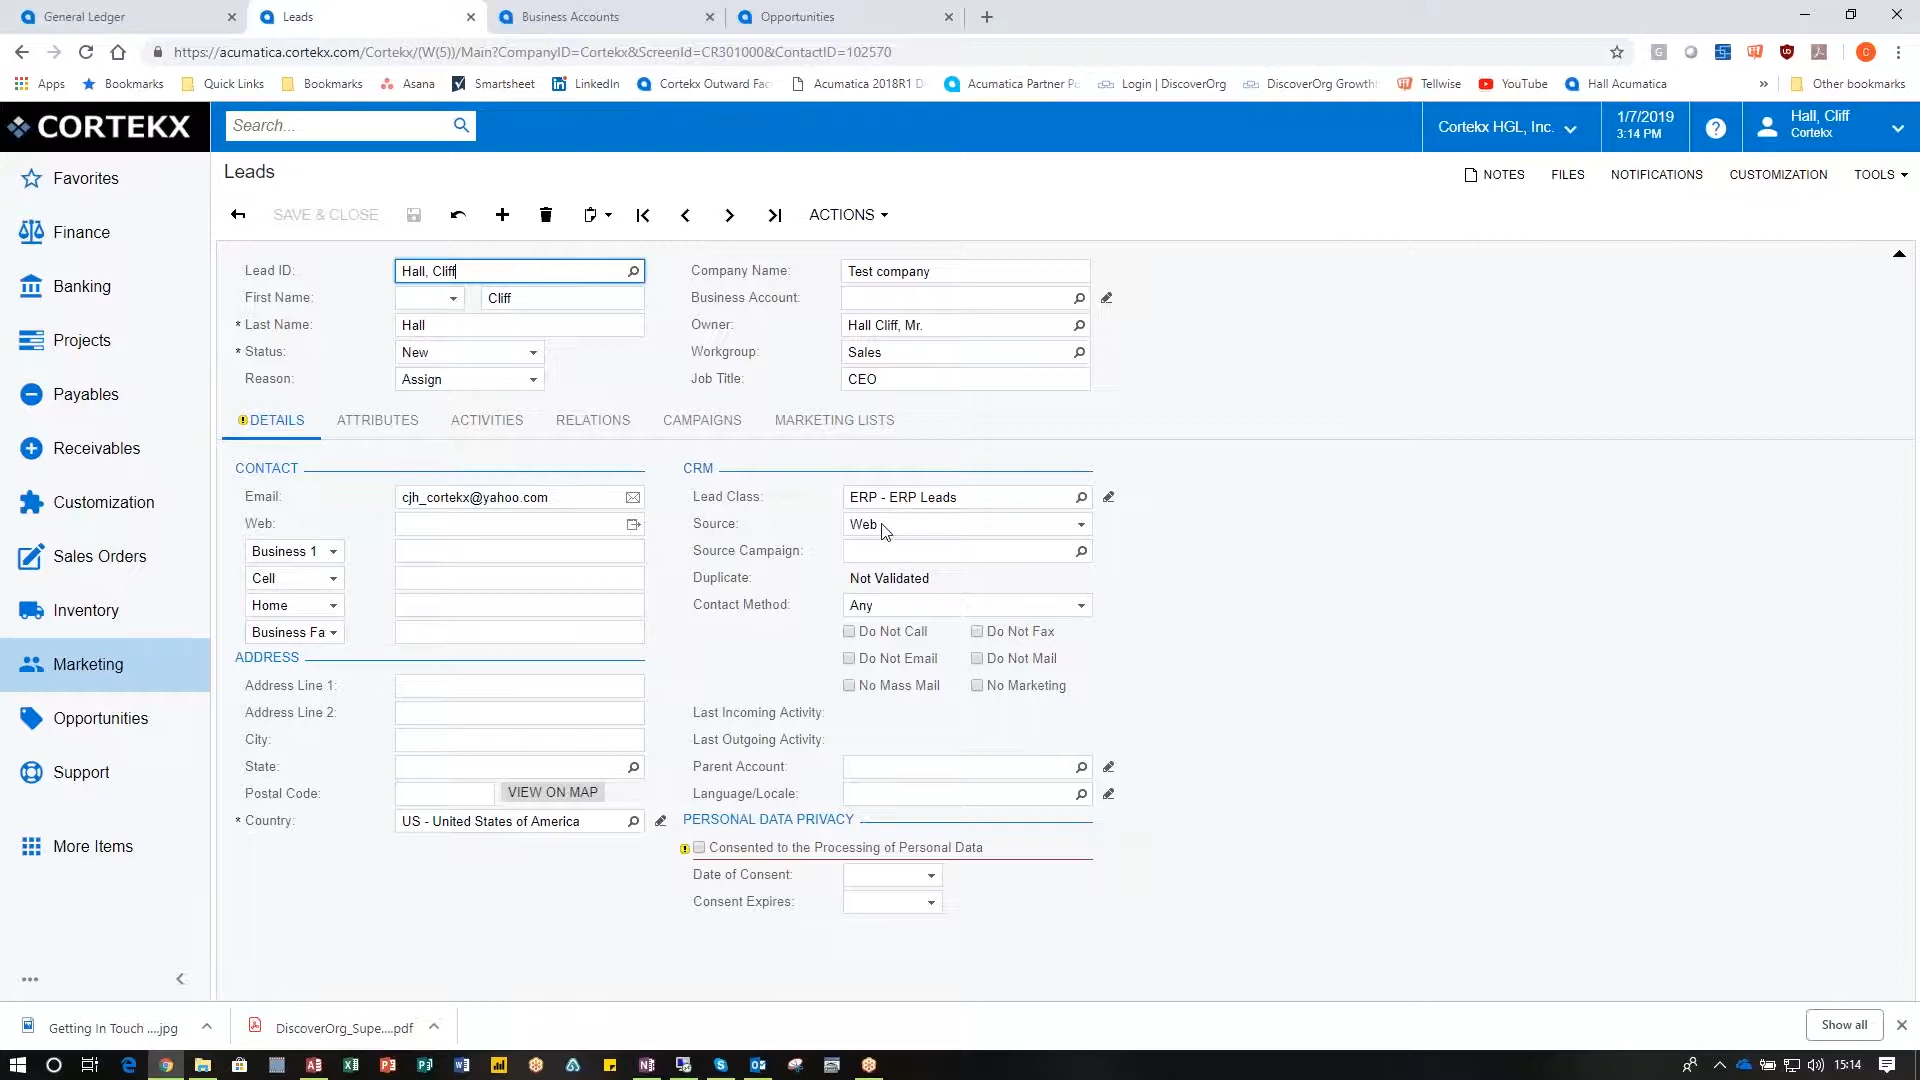 General Ledger
Leads
Business Accounts
Opportunities
https://acumatica.cortekx.com/Cortekx/(W(5))/Main?CompanyID=Cortekx&ScreenId=CR301000&ContactID=102570
Apps
Bookmarks
Quick Links
Bookmarks
Asana
Smartsheet
LinkedIn
Cortekx Outward Fac
Acumatica 2018R1 D
Acumatica Partner Po
Login | DiscoverOrg
DiscoverOrg Growth
Tellwise
YouTube
Hall Acumatica
»
Other bookmarks
CORTEKX
Search...
Cortekx HGL, Inc.
1/7/2019
3:14 PM
Hall, Cliff
Cortekx
Favorites
Finance
Banking
Projects
Payables
Receivables
Customization
Sales Orders
Inventory
Marketing
Opportunities
Support
More Items
Leads
NOTES
FILES
NOTIFICATIONS
CUSTOMIZATION
TOOLS
SAVE & CLOSE
ACTIONS
Lead ID: Hall, Cliff
First Name: Cliff
* Last Name: Hall
* Status: New
Reason: Assign
Company Name: Test company
Business Account:
Owner: Hall Cliff, Mr.
Workgroup: Sales
Job Title: CEO
DETAILS
ATTRIBUTES
ACTIVITIES
RELATIONS
CAMPAIGNS
MARKETING LISTS
CONTACT
Email: cjh_cortekx@yahoo.com
Web:
Business 1
Cell
Home
Business Fa
ADDRESS
Address Line 1:
Address Line 2:
City:
State:
Postal Code: VIEW ON MAP
* Country: US - United States of America
CRM
Lead Class: ERP - ERP Leads
Source: Web
Source Campaign:
Duplicate: Not Validated
Contact Method: Any
Do Not Call Do Not Fax
Do Not Email Do Not Mail
No Mass Mail No Marketing
Last Incoming Activity:
Last Outgoing Activity:
Parent Account:
Language/Locale:
PERSONAL DATA PRIVACY
Consented to the Processing of Personal Data
Date of Consent:
Consent Expires:
Getting In Touch ....jpg
DiscoverOrg_Supe....pdf
Show all
15:14